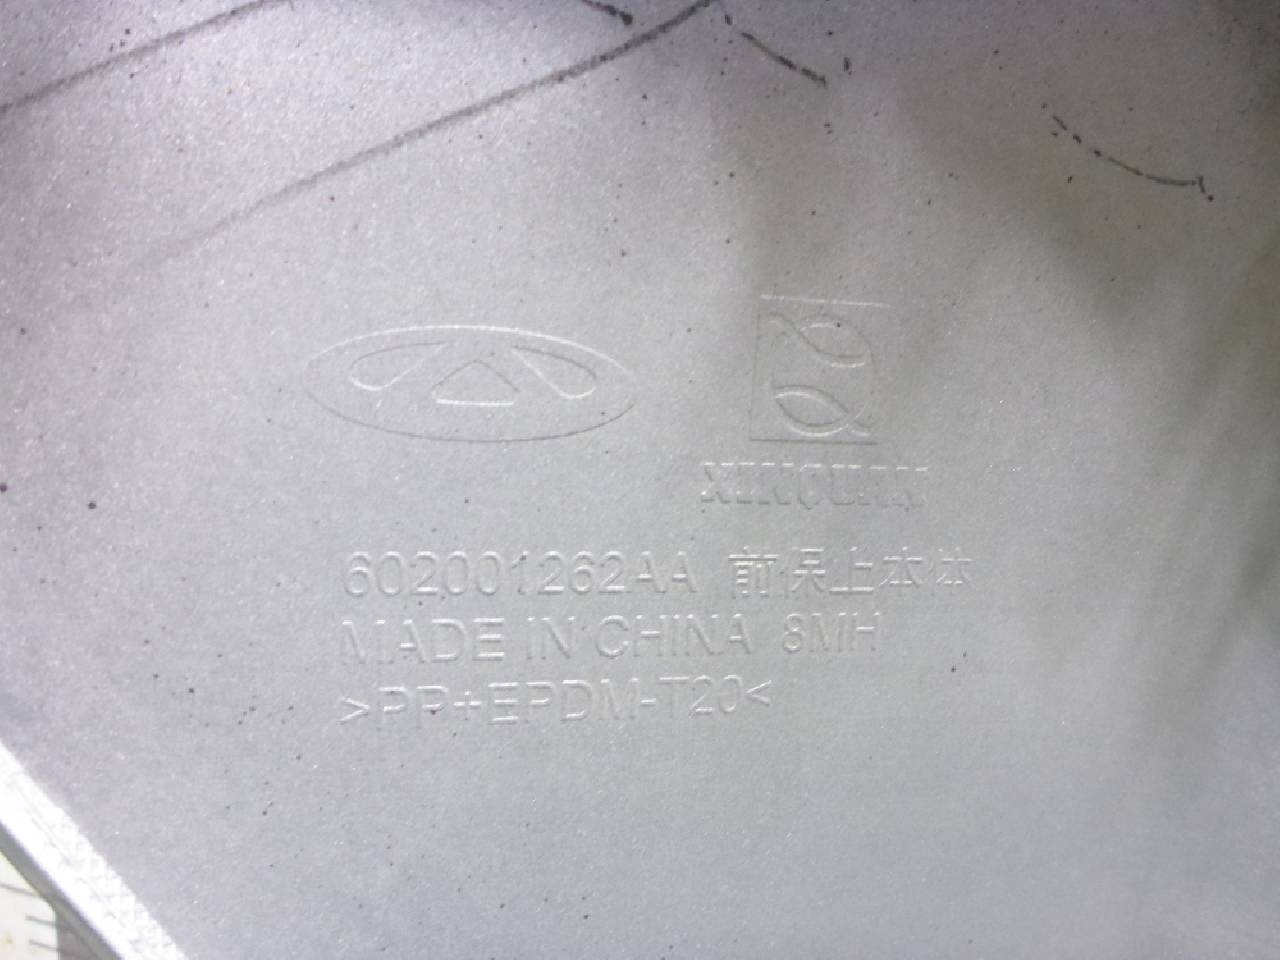 XINQUAN
602001262AA 前保上本体
MADE IN CHINA 8MH
>PP+EPDM-T20<